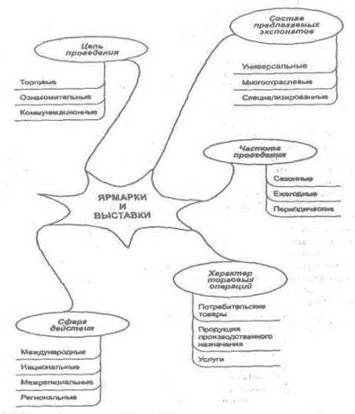 Цель
проведения
Торговые
Ознакомительные
Коммуникационные
Состав
предлагаемых
экспонатов
Универсальные
Многоотраслевые
Специализированные
Частота
проведения
Сезонные
Ежегодные
Периодические
ЯРМАРКИ
И
ВЫСТАВКИ
Характер
торговых
операций
Потребительские
товары
Продукция
производственного
назначения
Услуги
Сфера
действия
Международные
Национальные
Межрегиональные
Региональные